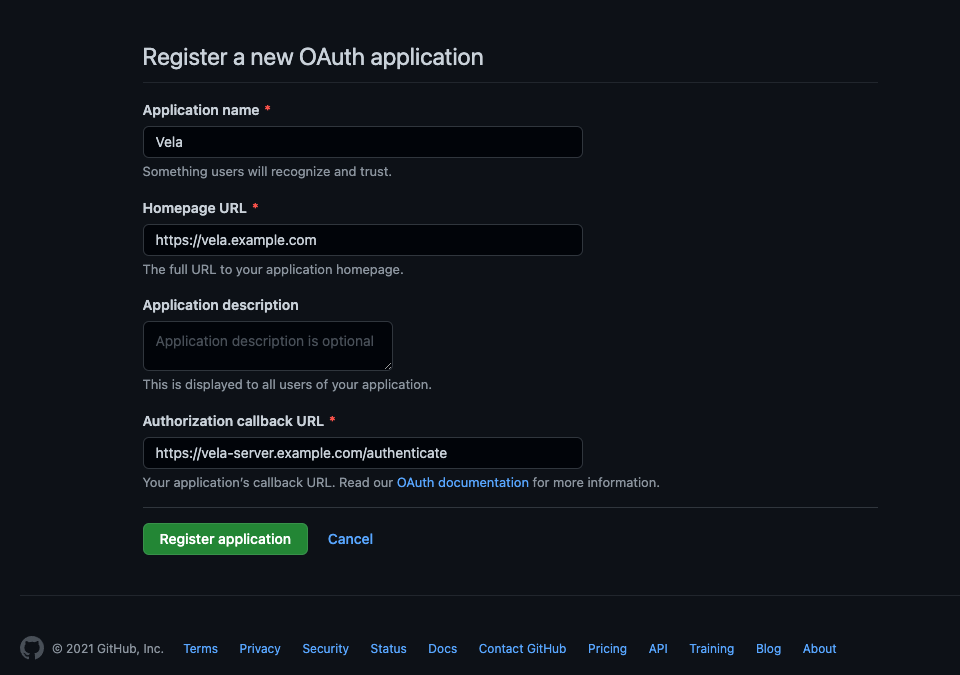 Register a new OAuth application
Application name *
Vela
Something users will recognize and trust.
Homepage URL *
https://vela.example.com
The full URL to your application homepage.
Application description
Application description is optional
This is displayed to all users of your application.
Authorization callback URL *
https://vela-server.example.com/authenticate
Your application’s callback URL. Read our OAuth documentation for more information.
Register application Cancel
© 2021 GitHub, Inc. Terms Privacy Security Status Docs Contact GitHub Pricing API Training Blog About